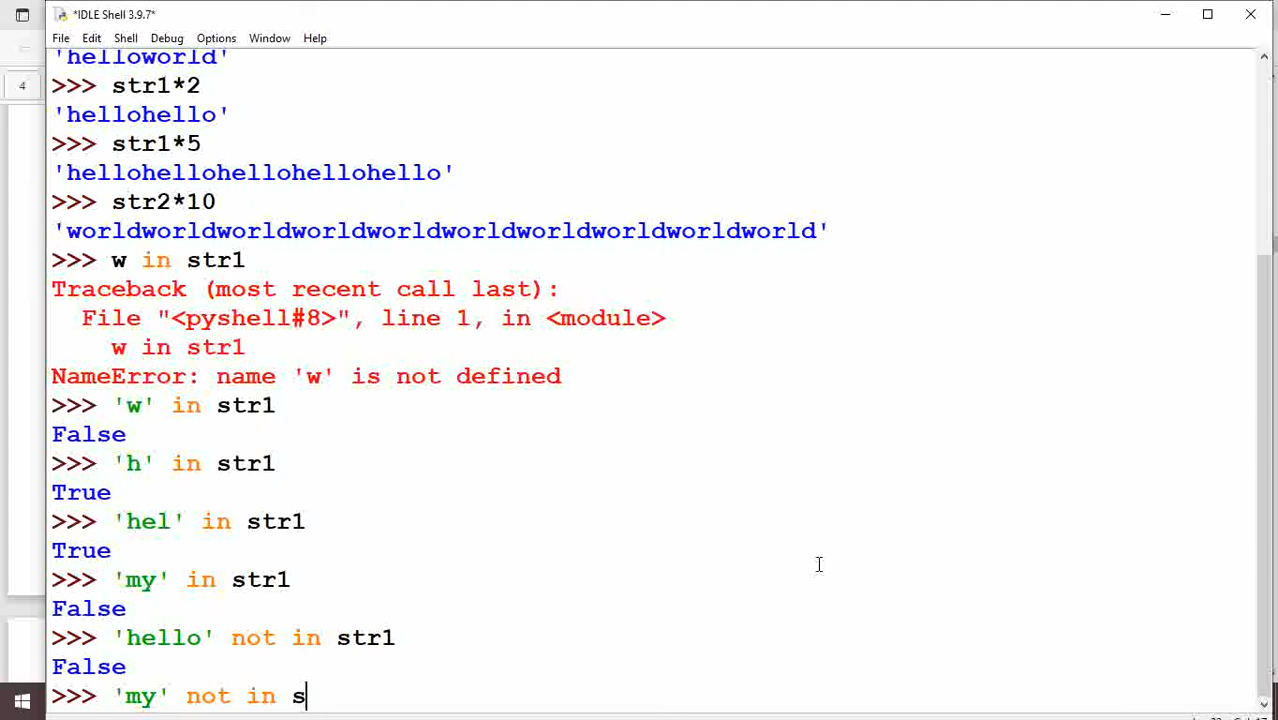 *IDLE Shell 3.9.7*
File Edit Shell Debug Options Window Help
'helloworld'
>>> str1*2
'hellohello'
>>> str1*5
'hellohellohellohellohello'
>>> str2*10
'worldworldworldworldworldworldworldworldworldworld'
>>> w in str1
Traceback (most recent call last):
  File "<pyshell#8>", line 1, in <module>
    w in str1
NameError: name 'w' is not defined
>>> 'w' in str1
False
>>> 'h' in str1
True
>>> 'hel' in str1
True
>>> 'my' in str1
False
>>> 'hello' not in str1
False
>>> 'my' not in s
4